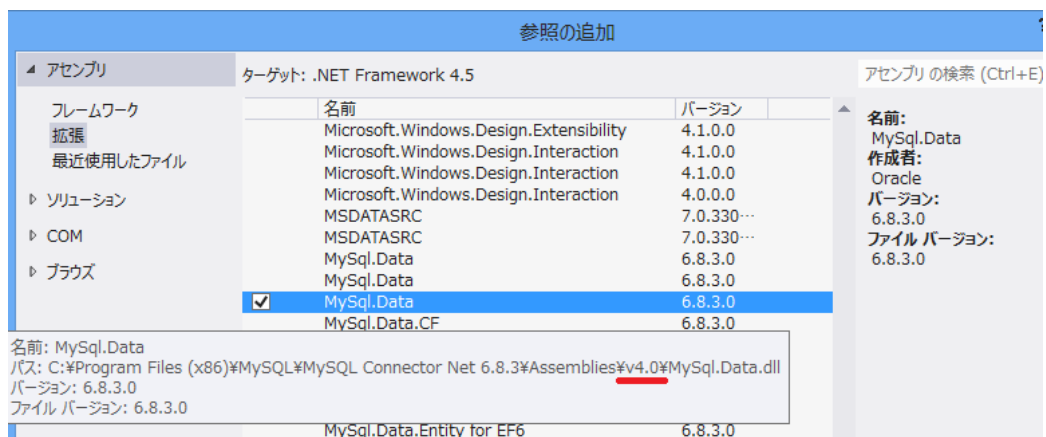 参照の追加
?
アセンブリ
フレームワーク
拡張
最近使用したファイル
ソリューション
COM
ブラウズ
ターゲット: .NET Framework 4.5
名前 バージョン
Microsoft.Windows.Design.Extensibility 4.1.0.0
Microsoft.Windows.Design.Interaction 4.1.0.0
Microsoft.Windows.Design.Interaction 4.1.0.0
Microsoft.Windows.Design.Interaction 4.0.0.0
MSDATASRC 7.0.330…
MSDATASRC 7.0.330…
MySql.Data 6.8.3.0
MySql.Data 6.8.3.0
MySql.Data 6.8.3.0
MySql.Data.CF 6.8.3.0
名前: MySql.Data
パス: C:¥Program Files (x86)¥MySQL¥MySQL Connector Net 6.8.3¥Assemblies¥v4.0¥MySql.Data.dll
バージョン: 6.8.3.0
ファイル バージョン: 6.8.3.0
MySql.Data.Entity for EF6 6.8.3.0
アセンブリ の検索 (Ctrl+E)
名前:
MySql.Data
作成者:
Oracle
バージョン:
6.8.3.0
ファイル バージョン:
6.8.3.0